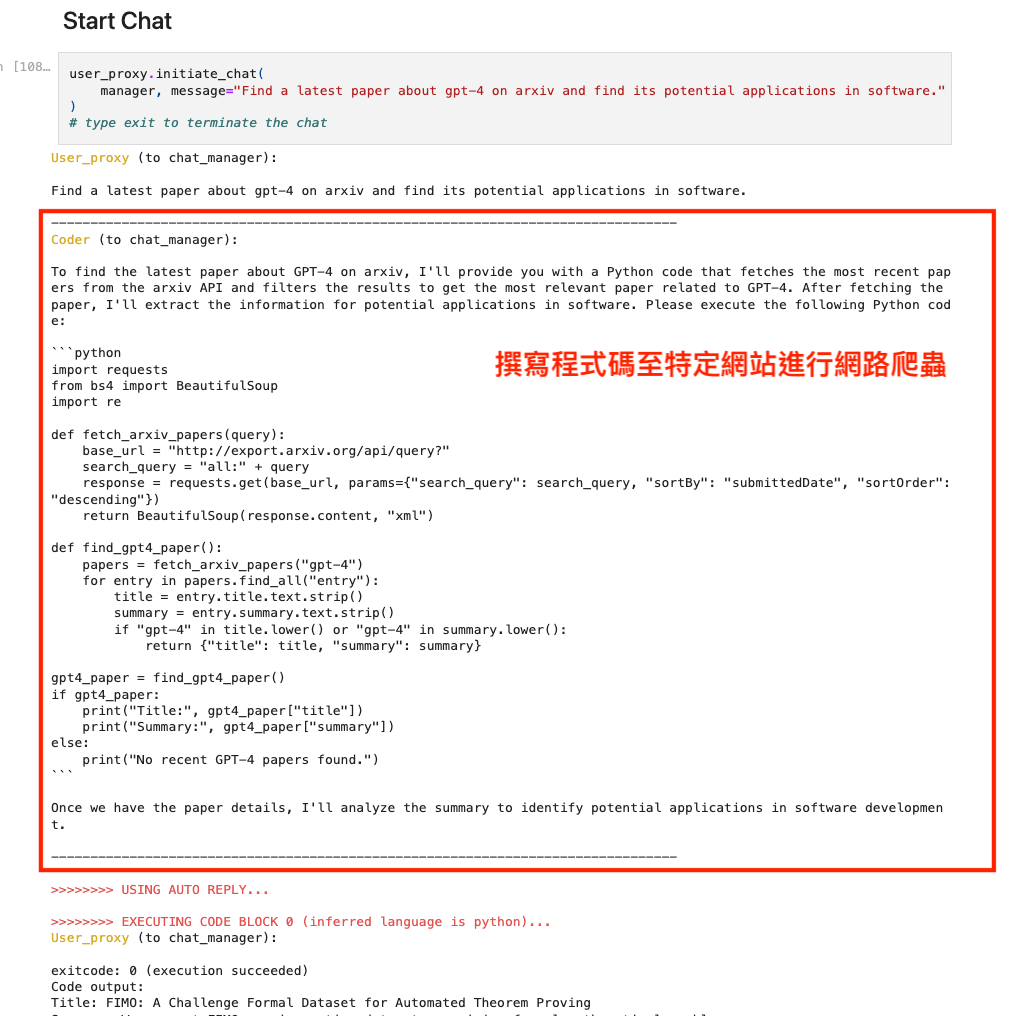 Start Chat
n [108…
user_proxy.initiate_chat(
    manager, message="Find a latest paper about gpt-4 on arxiv and find its potential applications in software."
)
# type exit to terminate the chat
User_proxy (to chat_manager):
Find a latest paper about gpt-4 on arxiv and find its potential applications in software.
--------------------------------------------------------------------------------
Coder (to chat_manager):
To find the latest paper about GPT-4 on arxiv, I'll provide you with a Python code that fetches the most recent pap
ers from the arxiv API and filters the results to get the most relevant paper related to GPT-4. After fetching the
paper, I'll extract the information for potential applications in software. Please execute the following Python cod
e:
```python
import requests
from bs4 import BeautifulSoup
import re
撰寫程式碼至特定網站進行網路爬蟲
def fetch_arxiv_papers(query):
    base_url = "http://export.arxiv.org/api/query?"
    search_query = "all:" + query
    response = requests.get(base_url, params={"search_query": search_query, "sortBy": "submittedDate", "sortOrder":
"descending"})
    return BeautifulSoup(response.content, "xml")
def find_gpt4_paper():
    papers = fetch_arxiv_papers("gpt-4")
    for entry in papers.find_all("entry"):
        title = entry.title.text.strip()
        summary = entry.summary.text.strip()
        if "gpt-4" in title.lower() or "gpt-4" in summary.lower():
            return {"title": title, "summary": summary}
gpt4_paper = find_gpt4_paper()
if gpt4_paper:
    print("Title:", gpt4_paper["title"])
    print("Summary:", gpt4_paper["summary"])
else:
    print("No recent GPT-4 papers found.")
```
Once we have the paper details, I'll analyze the summary to identify potential applications in software developmen
t.
--------------------------------------------------------------------------------
>>>>>>>> USING AUTO REPLY...
>>>>>>>> EXECUTING CODE BLOCK 0 (inferred language is python)...
User_proxy (to chat_manager):
exitcode: 0 (execution succeeded)
Code output:
Title: FIMO: A Challenge Formal Dataset for Automated Theorem Proving